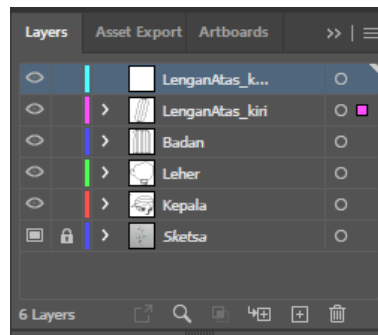 Layers Asset Export Artboards
LenganAtas_k...
LenganAtas_kiri
Badan
Leher
Kepala
Sketsa
6 Layers